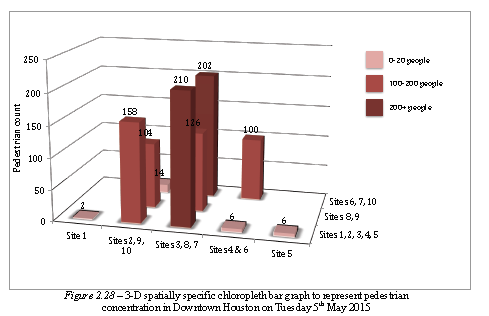 250
200
150
100
50
0
Pedestrian count
202
210
158
104
126
100
14
2
6
6
Site 1
Sites 2, 9, 10
Sites 3, 8, 7
Sites 4 & 6
Site 5
Sites 6, 7, 10
Sites 8, 9
Sites 1, 2, 3, 4, 5
0-20 people
100-200 people
200+ people
Figure 2.28 – 3-D spatially specific chloropleth bar graph to represent pedestrian
concentration in Downtown Houston on Tuesday 5th May 2015